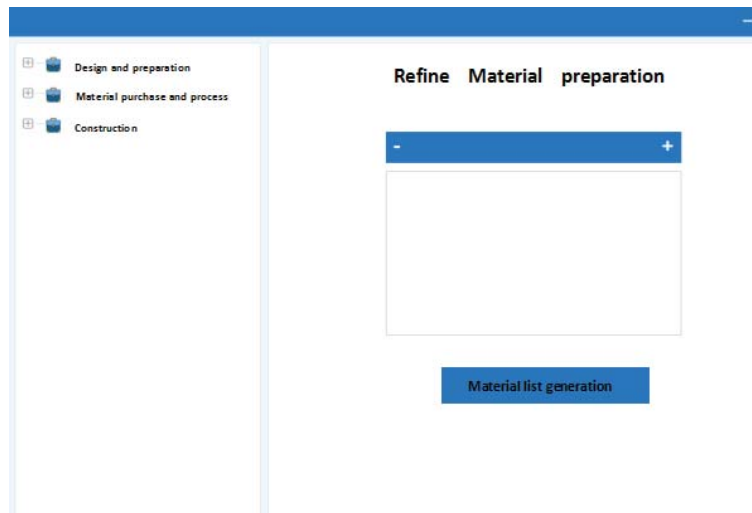 Design and preparation
Material purchase and process
Construction
Refine Material preparation
- +
Material list generation